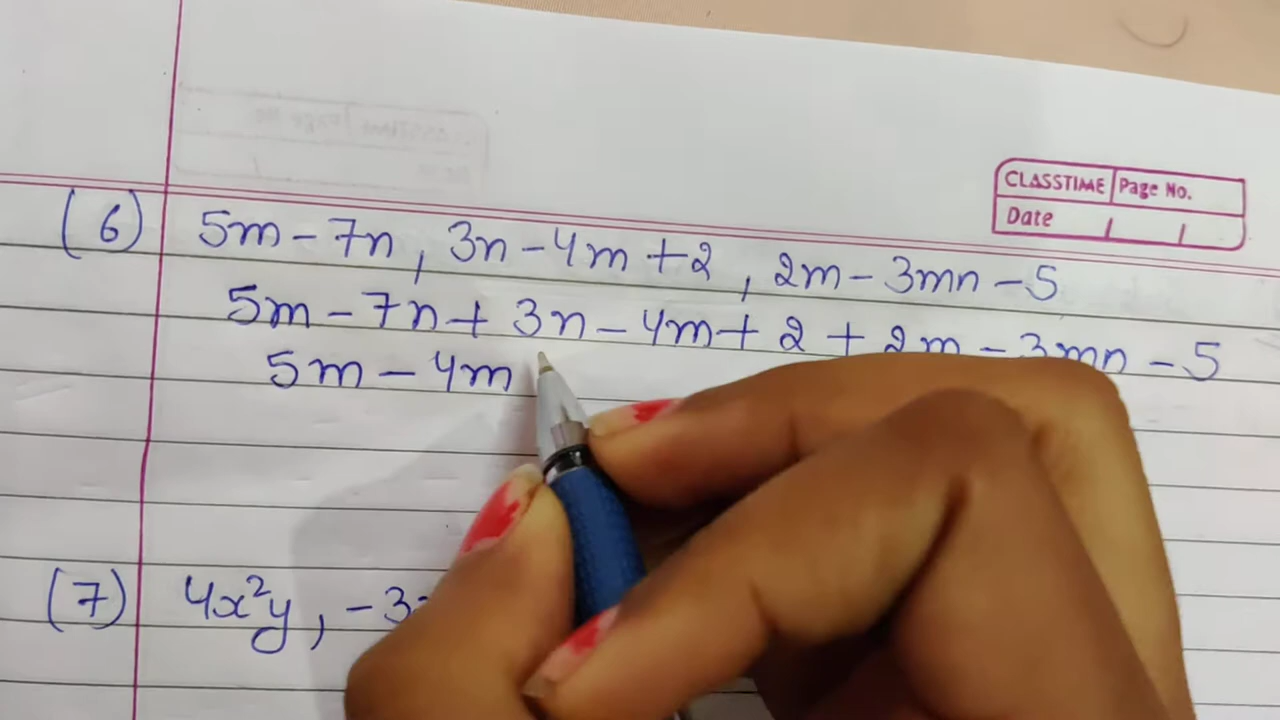 CLASSTIME Page No.
Date
(6) 5m - 7n, 3n - 4m + 2, 2m - 3mn - 5
5m - 7n + 3n - 4m + 2 + 2m - 3mn - 5
5m - 4m
(7) 4x²y, -3